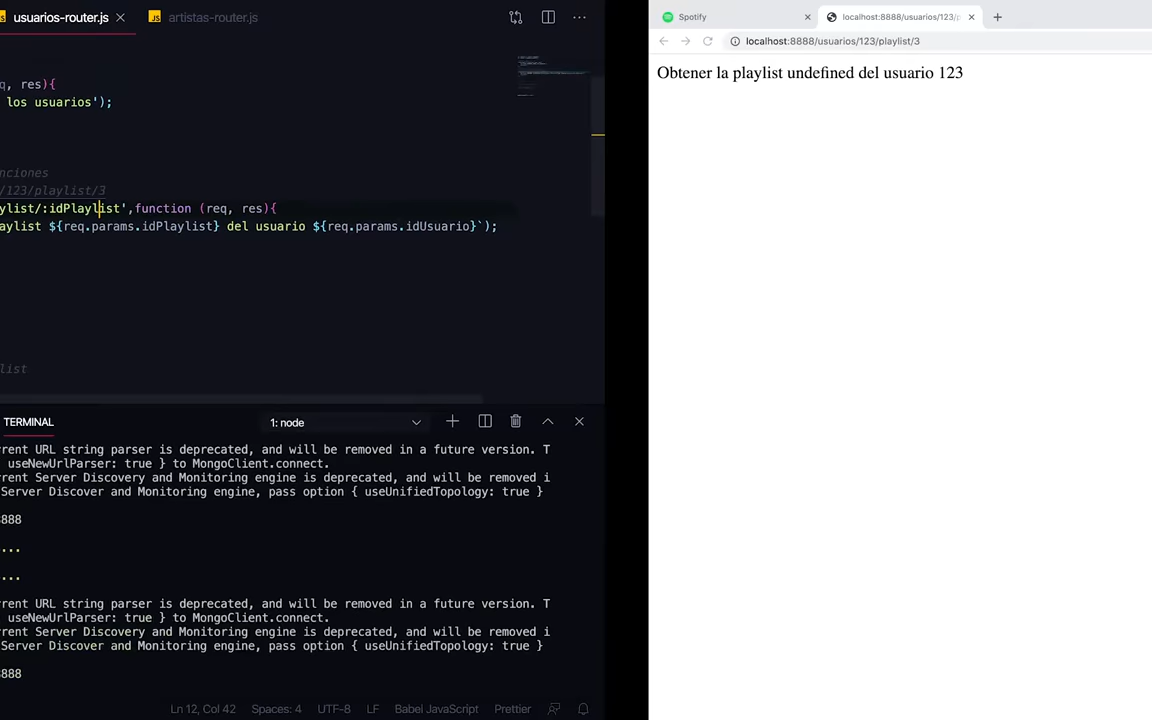 usuarios-router.js
artistas-router.js
q, res){
los usuarios');
nciones
/123/playlist/3
ylist/:idPlaylist',function (req, res){
aylist ${req.params.idPlaylist} del usuario ${req.params.idUsuario}`);
list
TERMINAL
1: node
rrent URL string parser is deprecated, and will be removed in a future version. T
useNewUrlParser: true } to MongoClient.connect.
rrent Server Discovery and Monitoring engine is deprecated, and will be removed i
Server Discover and Monitoring engine, pass option { useUnifiedTopology: true }
8888
...
...
rrent URL string parser is deprecated, and will be removed in a future version. T
useNewUrlParser: true } to MongoClient.connect.
rrent Server Discovery and Monitoring engine is deprecated, and will be removed i
Server Discover and Monitoring engine, pass option { useUnifiedTopology: true }
8888
Ln 12, Col 42 Spaces: 4 UTF-8 LF Babel JavaScript Prettier
Spotify
localhost:8888/usuarios/123/p
localhost:8888/usuarios/123/playlist/3
Obtener la playlist undefined del usuario 123